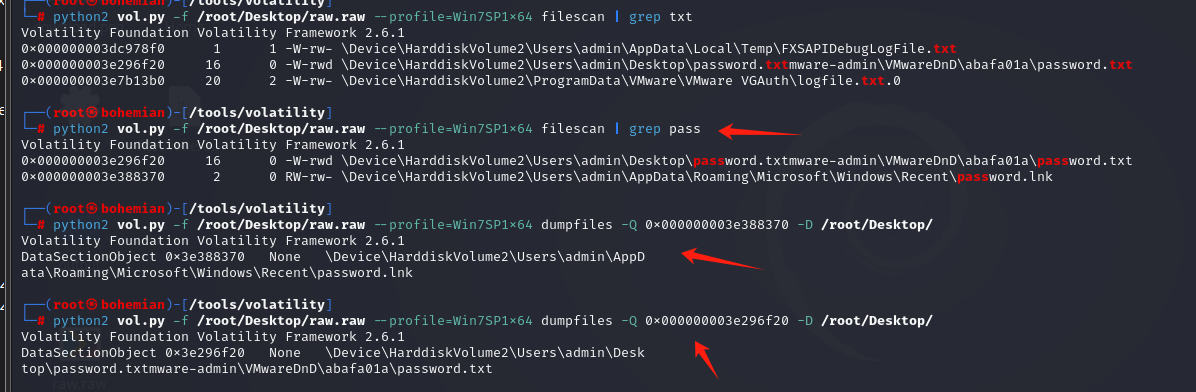 ┌──(root㉿bohemian)-[/tools/volatility]
└─# python2 vol.py -f /root/Desktop/raw.raw --profile=Win7SP1×64 filescan | grep txt
Volatility Foundation Volatility Framework 2.6.1
0×000000003dc978f0     1      1 -W-rw- \Device\HarddiskVolume2\Users\admin\AppData\Local\Temp\FXSAPIDebugLogFile.txt
0×000000003e296f20     16      0 -W-rwd \Device\HarddiskVolume2\Users\admin\Desktop\password.txtmware-admin\VMwareDnD\abafa01a\password.txt
0×000000003e7b13b0     20      2 -W-rw- \Device\HarddiskVolume2\ProgramData\VMware\VMware VGAuth\logfile.txt.0
┌──(root㉿bohemian)-[/tools/volatility]
└─# python2 vol.py -f /root/Desktop/raw.raw --profile=Win7SP1×64 filescan | grep pass
Volatility Foundation Volatility Framework 2.6.1
0×000000003e296f20     16      0 -W-rwd \Device\HarddiskVolume2\Users\admin\Desktop\password.txtmware-admin\VMwareDnD\abafa01a\password.txt
0×000000003e388370     2      0 RW-rw- \Device\HarddiskVolume2\Users\admin\AppData\Roaming\Microsoft\Windows\Recent\password.lnk
┌──(root㉿bohemian)-[/tools/volatility]
└─# python2 vol.py -f /root/Desktop/raw.raw --profile=Win7SP1×64 dumpfiles -Q 0×000000003e388370 -D /root/Desktop/
Volatility Foundation Volatility Framework 2.6.1
DataSectionObject 0×3e388370   None   \Device\HarddiskVolume2\Users\admin\AppD
ata\Roaming\Microsoft\Windows\Recent\password.lnk
┌──(root㉿bohemian)-[/tools/volatility]
└─# python2 vol.py -f /root/Desktop/raw.raw --profile=Win7SP1×64 dumpfiles -Q 0×000000003e296f20 -D /root/Desktop/
Volatility Foundation Volatility Framework 2.6.1
DataSectionObject 0×3e296f20   None   \Device\HarddiskVolume2\Users\admin\Desk
top\password.txtmware-admin\VMwareDnD\abafa01a\password.txt
raw.raw